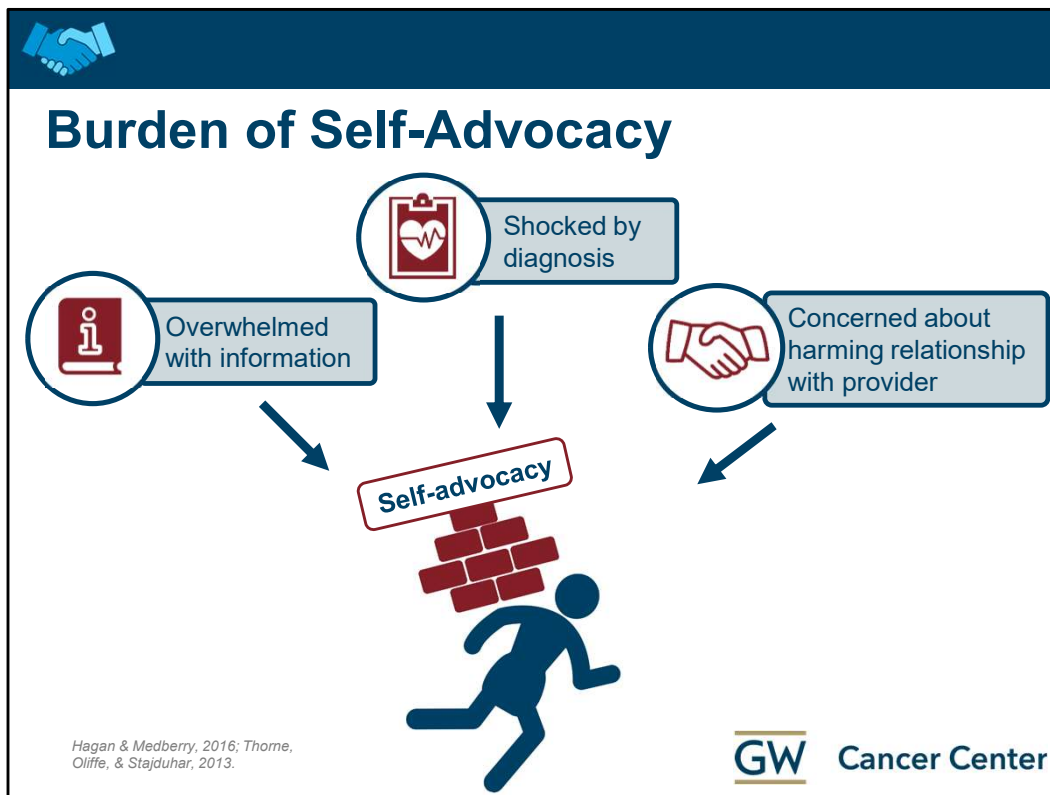 Burden of Self-Advocacy
Shocked by
diagnosis
Overwhelmed
with information
Concerned about
harming relationship
with provider
Self-advocacy
Hagan & Medberry, 2016; Thorne,
Oliffe, & Stajduhar, 2013.
GW Cancer Center